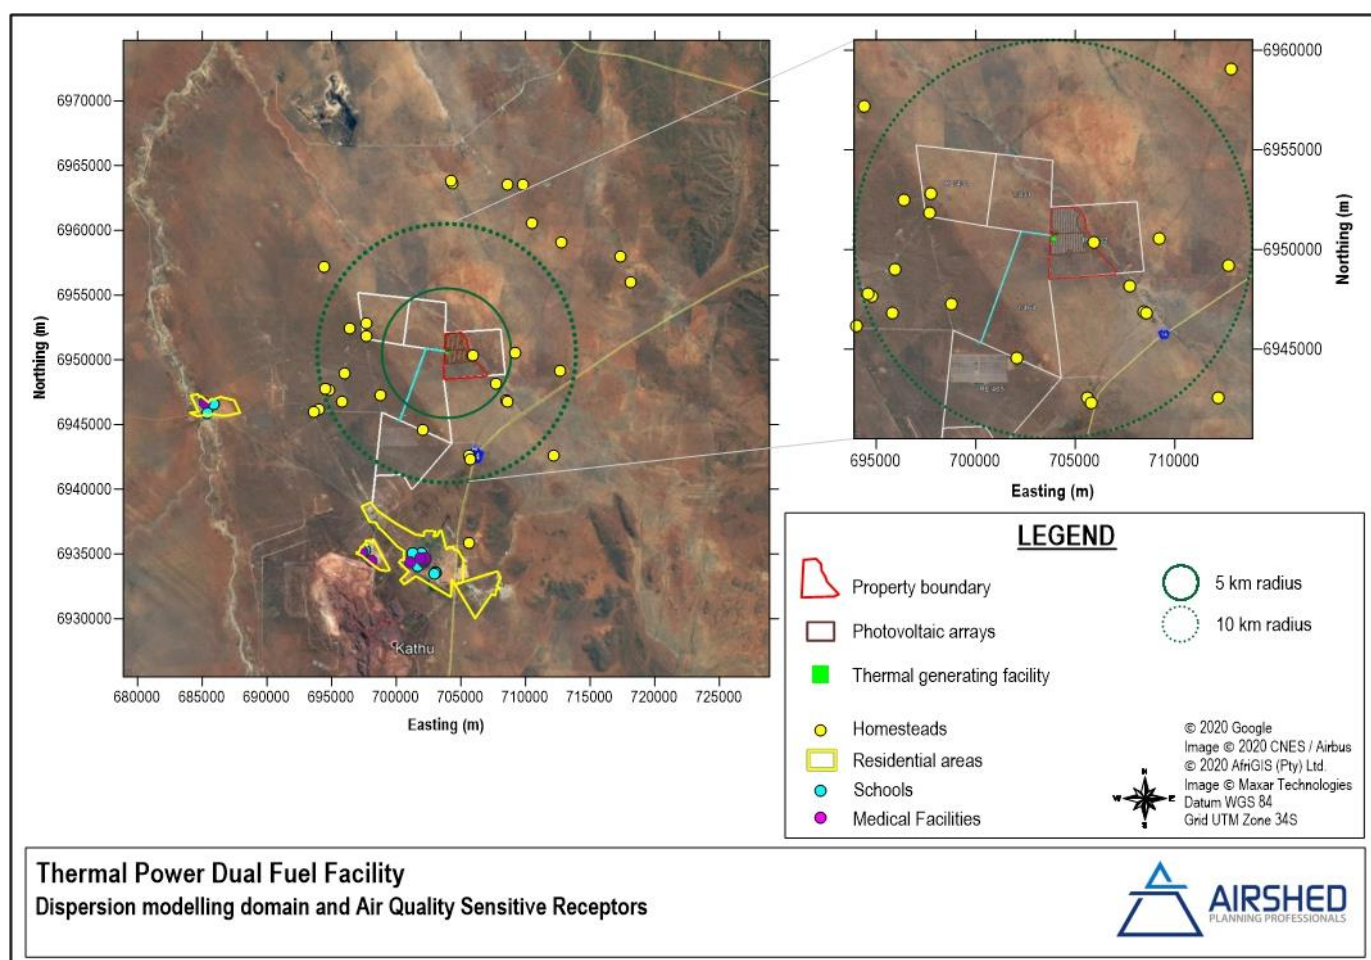 6970000
6965000
6960000
6955000
6950000
6945000
6940000
6935000
6930000
Northing (m)
Kathu
680000 685000 690000 695000 700000 705000 710000 715000 720000 725000
Easting (m)
6960000
6955000
6950000
6945000
Northing (m)
695000 700000 705000 710000
Easting (m)
LEGEND
Property boundary
Photovoltaic arrays
Thermal generating facility
5 km radius
10 km radius
Homesteads
Residential areas
Schools
Medical Facilities
© 2020 Google
Image © 2020 CNES / Airbus
© 2020 AfriGIS (Pty) Ltd.
Image © Maxar Technologies
Datum WGS 84
Grid UTM Zone 34S
N
W E
S
Thermal Power Dual Fuel Facility
Dispersion modelling domain and Air Quality Sensitive Receptors
AIRSHED
PLANNING PROFESSIONALS